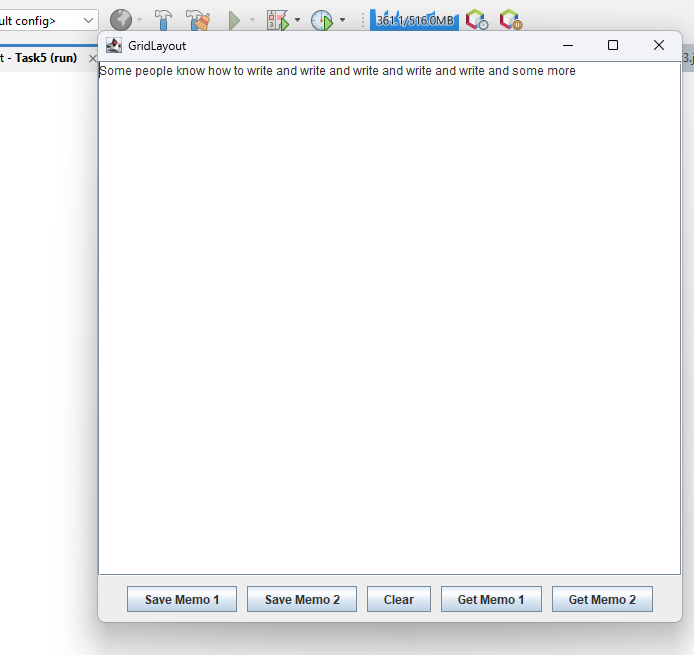 ult config>
361.1/516.0MB
GridLayout
t - Task5 (run)
3.j
Some people know how to write and write and write and write and write and some more
Save Memo 1
Save Memo 2
Clear
Get Memo 1
Get Memo 2